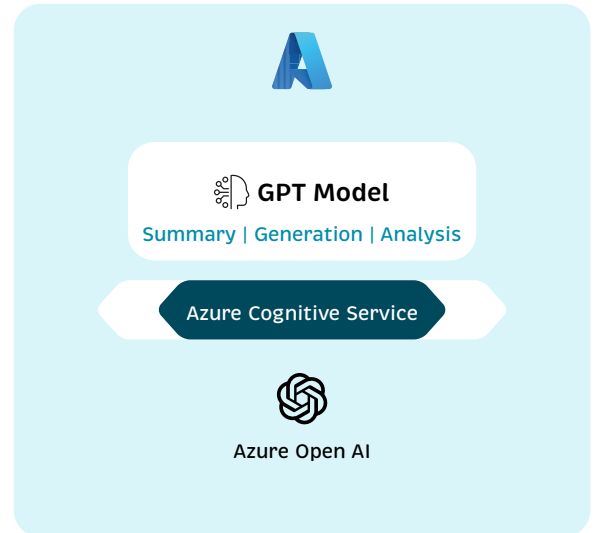 GPT Model
Summary | Generation | Analysis
Azure Cognitive Service
Azure Open AI